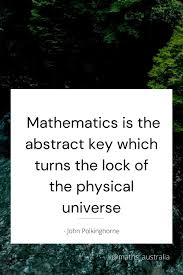 Mathematics is the
abstract key which
turns the lock of
the physical
universe
- John Polkinghorne
@maths_australia